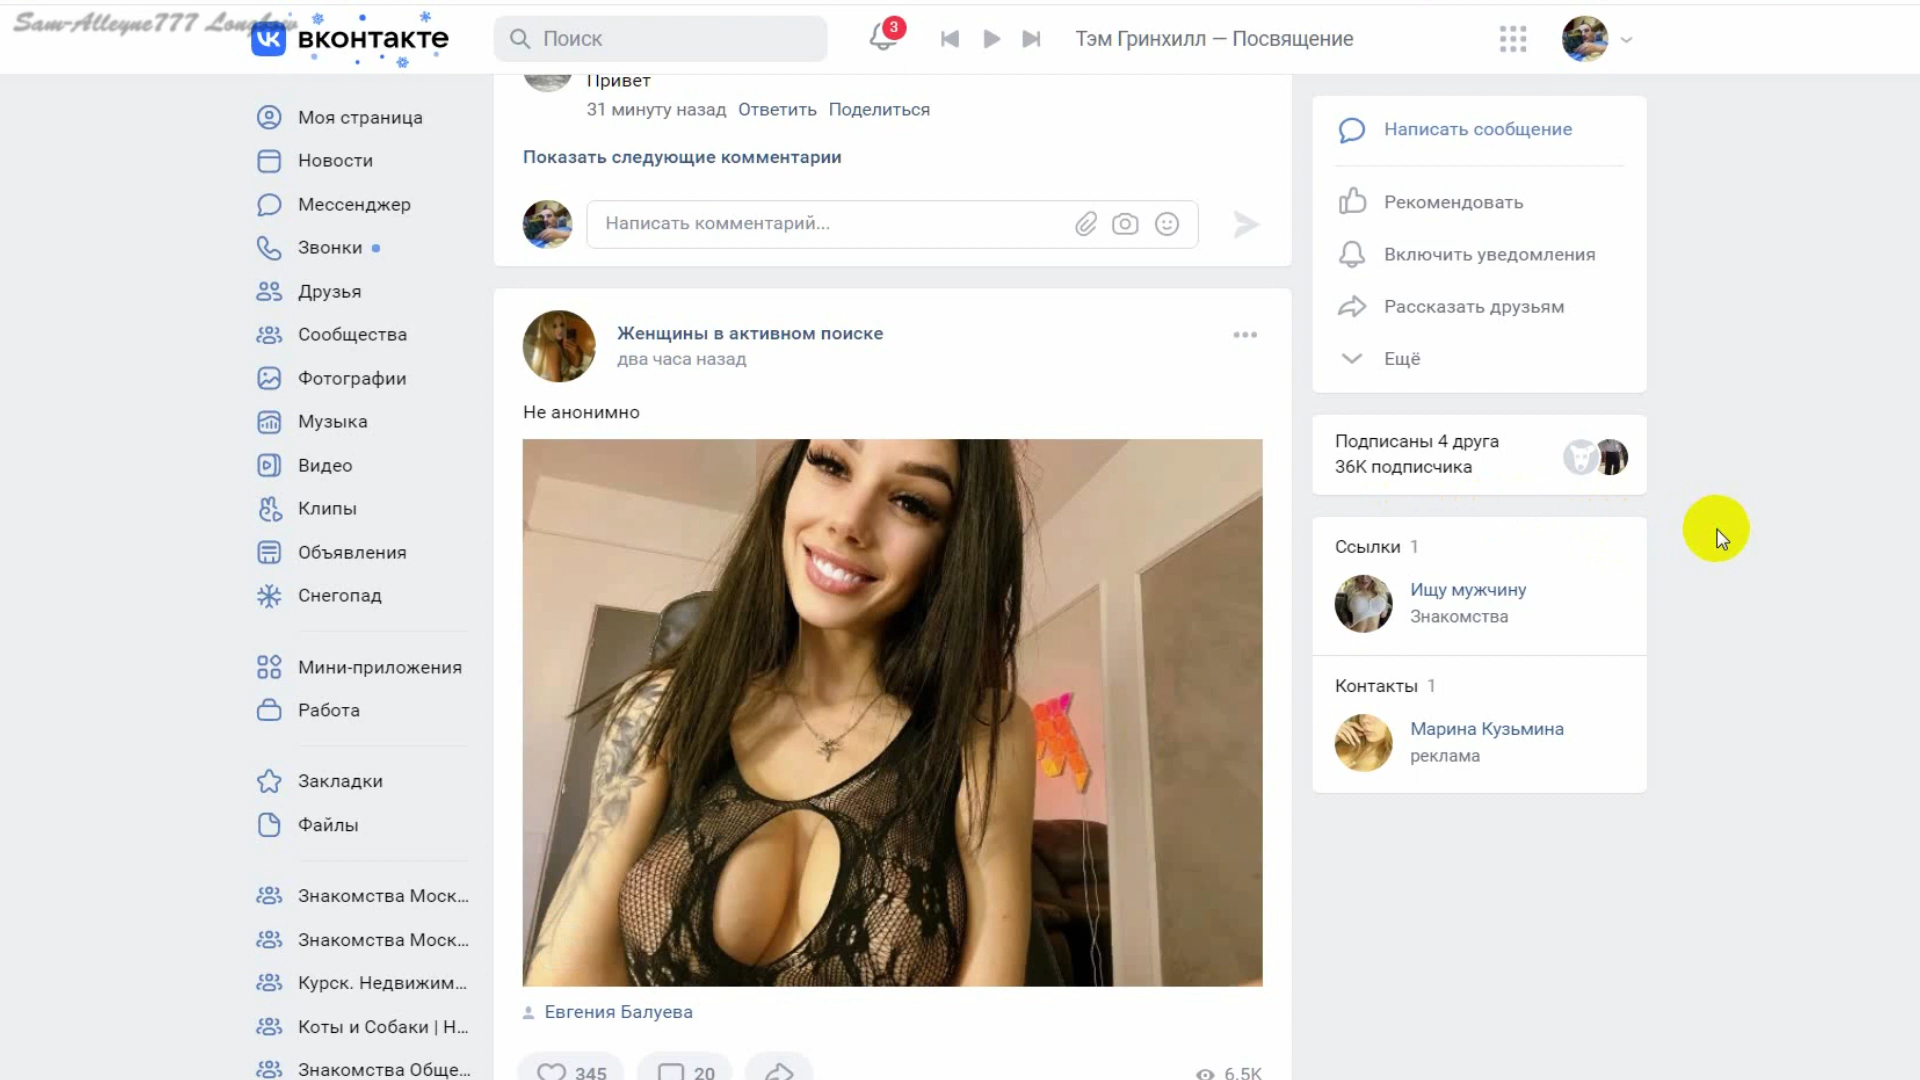 Sam-Alleyne777 Longbow
вконтакте
Поиск
3
Тэм Гринхилл — Посвящение
Моя страница
Новости
Мессенджер
Звонки
Друзья
Сообщества
Фотографии
Музыка
Видео
Клипы
Объявления
Снегопад
Мини-приложения
Работа
Закладки
Файлы
Знакомства Моск...
Знакомства Моск...
Курск. Недвижим...
Коты и Собаки | Н...
Знакомства Обще...
Привет
31 минуту назад Ответить Поделиться
Показать следующие комментарии
Написать комментарий...
Женщины в активном поиске
два часа назад
Не анонимно
Евгения Балуева
345
20
6.5K
Написать сообщение
Рекомендовать
Включить уведомления
Рассказать друзьям
Ещё
Подписаны 4 друга
36K подписчика
Ссылки 1
Ищу мужчину
Знакомства
Контакты 1
Марина Кузьмина
реклама